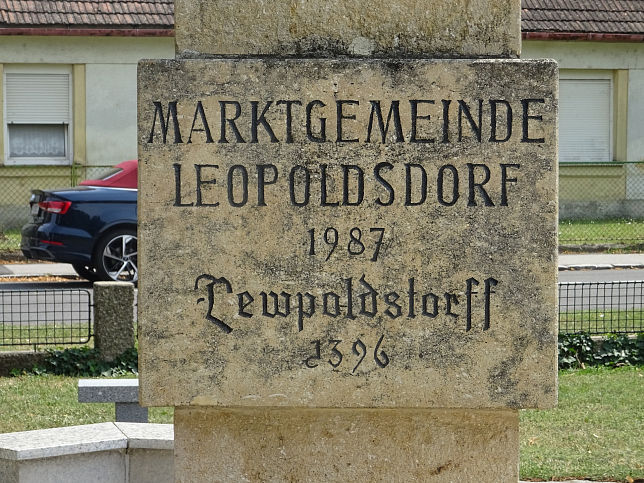 MARKTGEMEINDE
LEOPOLDSDORF
1987
Lewpoldstorff
1396